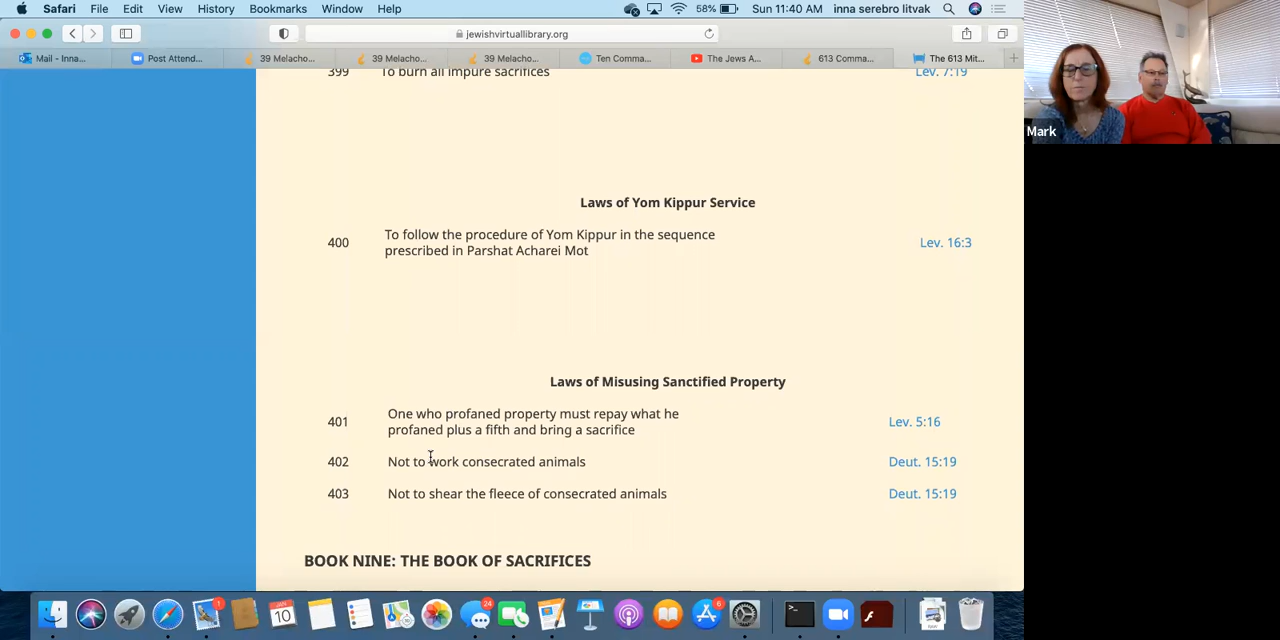 Safari File Edit View History Bookmarks Window Help 58% Sun 11:40 AM inna serebro litvak
jewishvirtuallibrary.org
Mail - Inna... Post Attend... 39 Melacho... 39 Melacho... 39 Melacho... Ten Comma... The Jews A... 613 Comma... The 613 Mit...
Mark
399 To burn all impure sacrifices Lev. 7:19
Laws of Yom Kippur Service
400 To follow the procedure of Yom Kippur in the sequence Lev. 16:3
prescribed in Parshat Acharei Mot
Laws of Misusing Sanctified Property
401 One who profaned property must repay what he Lev. 5:16
profaned plus a fifth and bring a sacrifice
402 Not to work consecrated animals Deut. 15:19
403 Not to shear the fleece of consecrated animals Deut. 15:19
BOOK NINE: THE BOOK OF SACRIFICES
JAN
10
1
24
6